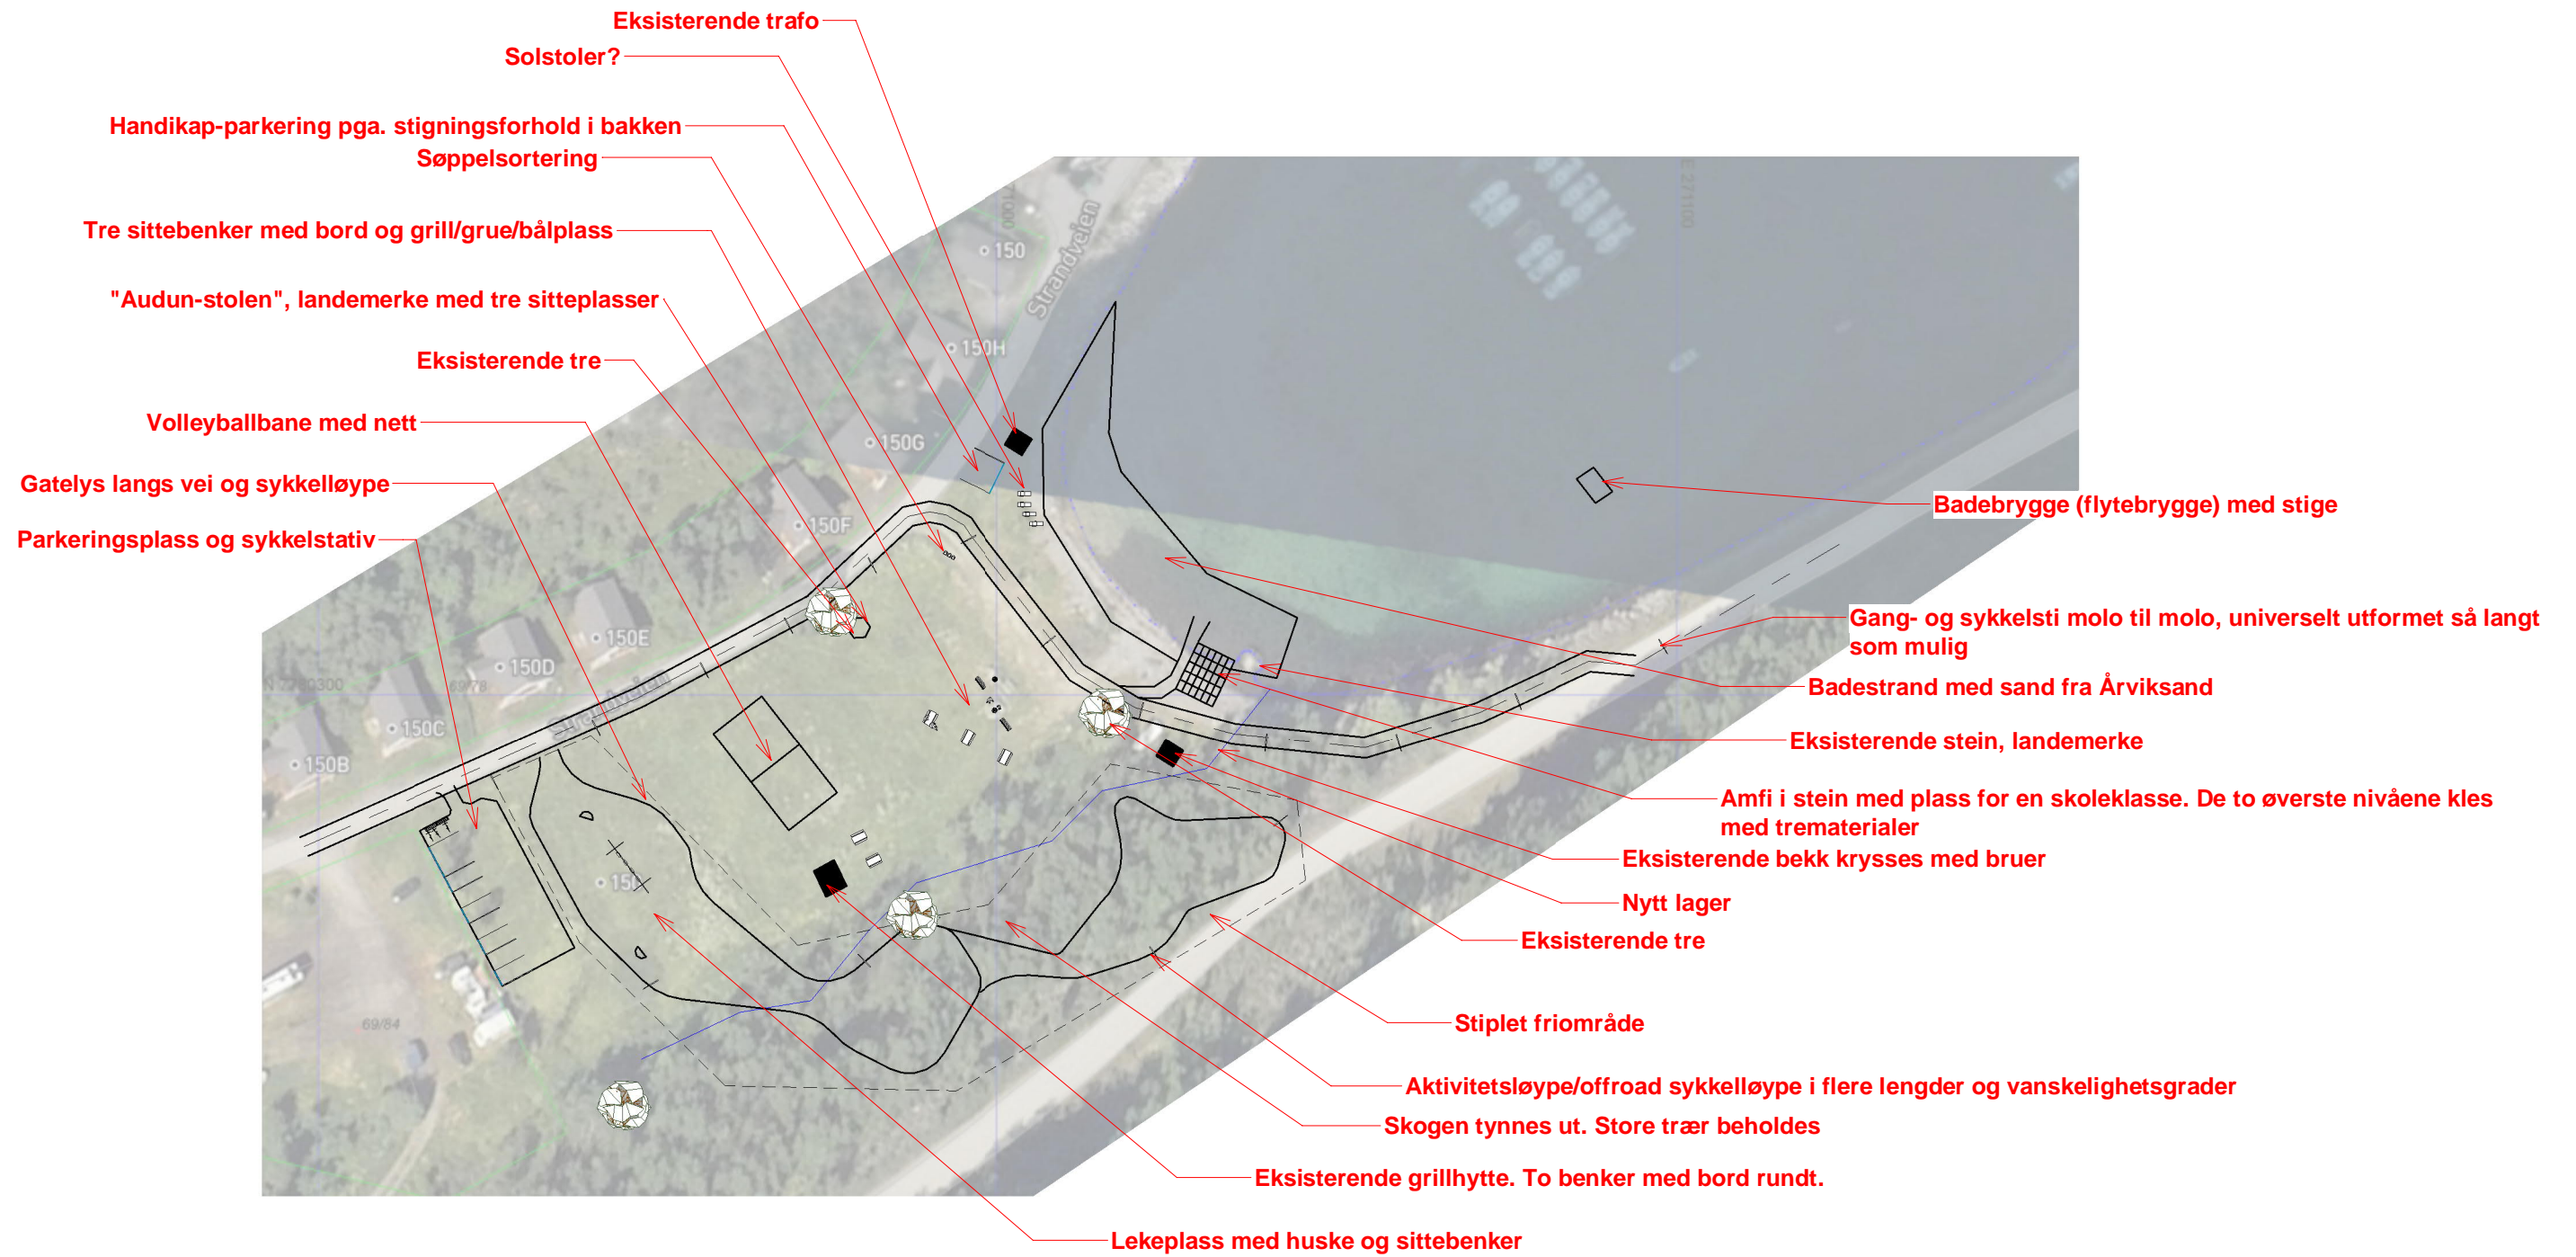 Eksisterende trafo
Solstoler?
Handikap-parkering pga. stigningsforhold i bakken
Søppelsortering
Tre sittebenker med bord og grill/grue/bålplass
"Audun-stolen", landemerke med tre sitteplasser
Eksisterende tre
Volleyballbane med nett
Gatelys langs vei og sykkelløype
Parkeringsplass og sykkelstativ
E 271100
150
Strandveien
150H
150G
150F
150E
150D
150C
150B
69/78
Strandveien
69/84
Badebrygge (flytebrygge) med stige
Gang- og sykkelsti molo til molo, universelt utformet så langt
som mulig
Badestrand med sand fra Årviksand
Eksisterende stein, landemerke
Amfi i stein med plass for en skoleklasse. De to øverste nivåene kles
med trematerialer
Eksisterende bekk krysses med bruer
Nytt lager
Eksisterende tre
Stiplet friområde
Aktivitetsløype/offroad sykkelløype i flere lengder og vanskelighetsgrader
Skogen tynnes ut. Store trær beholdes
Eksisterende grillhytte. To benker med bord rundt.
Lekeplass med huske og sittebenker